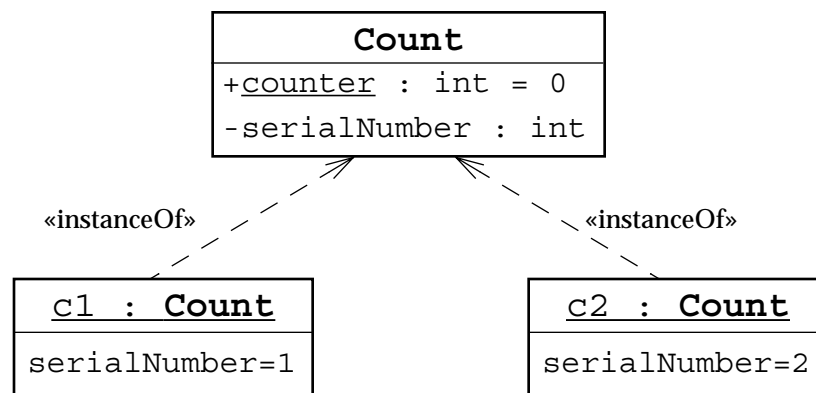 Count
+counter : int = 0
-serialNumber : int
«instanceOf»
«instanceOf»
c1 : Count
serialNumber=1
c2 : Count
serialNumber=2